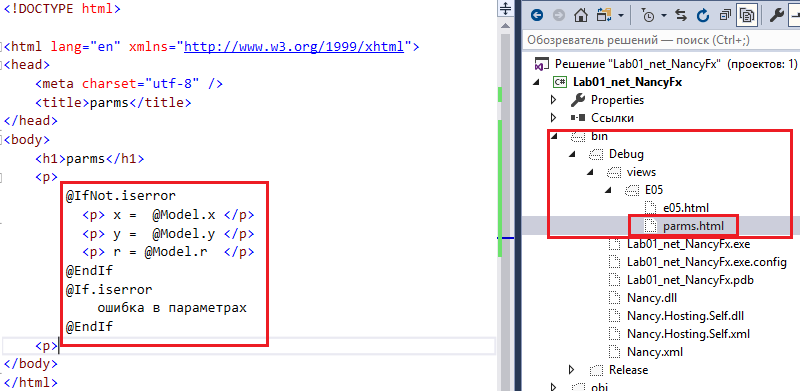 <!DOCTYPE html>
<html lang="en" xmlns="http://www.w3.org/1999/xhtml">
<head>
<meta charset="utf-8" />
<title>parms</title>
</head>
<body>
<h1>parms</h1>
<p>
@IfNot.iserror
<p> x =  @Model.x </p>
<p> y =  @Model.y </p>
<p> r = @Model.r  </p>
@EndIf
@If.iserror
ошибка в параметрах
@EndIf
<p>
</body>
</html>
Обозреватель решений — поиск (Ctrl+;)
Решение "Lab01_net_NancyFx" (проектов: 1)
C# Lab01_net_NancyFx
Properties
Ссылки
bin
Debug
views
E05
e05.html
parms.html
Lab01_net_NancyFx.exe
Lab01_net_NancyFx.exe.config
Lab01_net_NancyFx.pdb
Nancy.dll
Nancy.Hosting.Self.dll
Nancy.Hosting.Self.xml
Nancy.xml
Release
obj